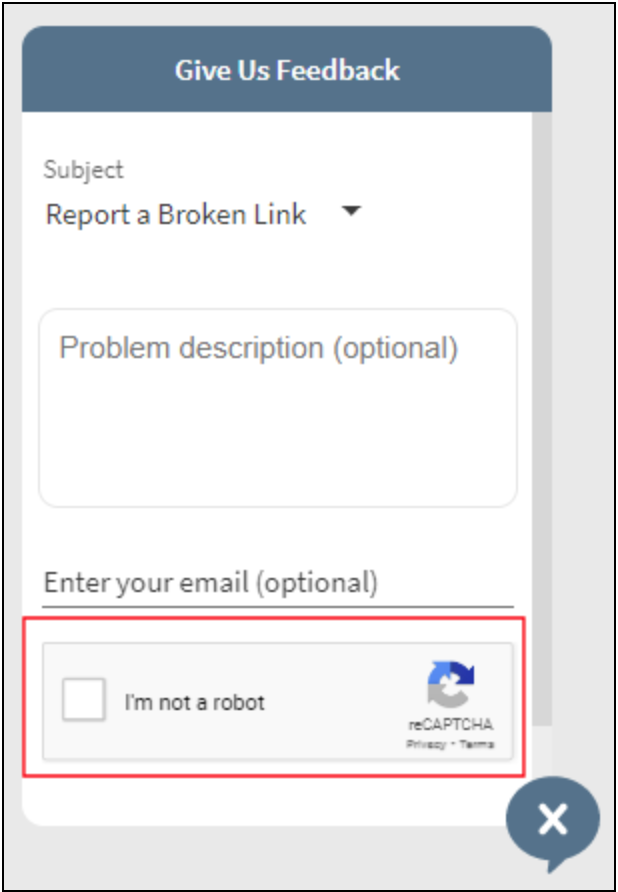 Give Us Feedback
Subject
Report a Broken Link
Problem description (optional)
Enter your email (optional)
I'm not a robot
reCAPTCHA
Privacy - Terms